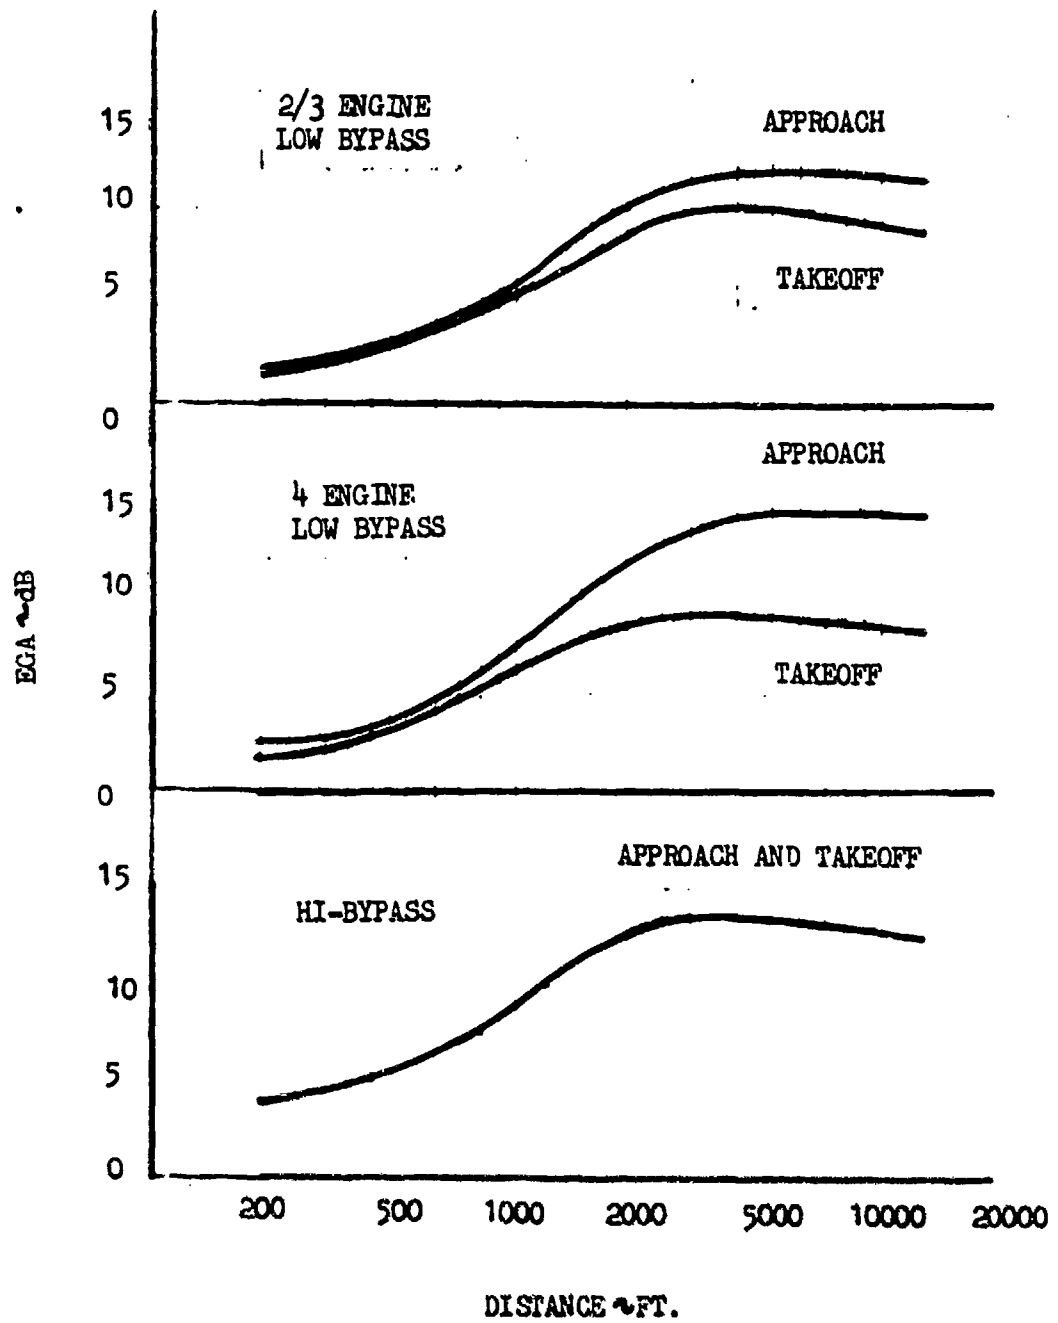 2/3 ENGINE
LOW BYPASS
APPROACH
TAKEOFF
15
10
5
0
4 ENGINE
LOW BYPASS
APPROACH
TAKEOFF
15
10
5
0
EGA ~dB
HI-BYPASS
APPROACH AND TAKEOFF
15
10
5
0
200 500 1000 2000 5000 10000 20000
DISTANCE ~FT.